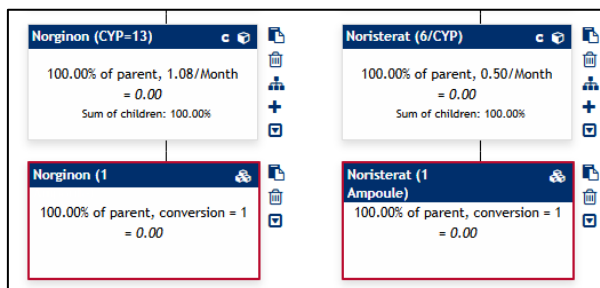 Norginon (CYP=13) C
100.00% of parent, 1.08/Month
= 0.00
Sum of children: 100.00%
Noristerat (6/CYP) C
100.00% of parent, 0.50/Month
= 0.00
Sum of children: 100.00%
Norginon (1
100.00% of parent, conversion = 1
= 0.00
Noristerat (1
Ampoule)
100.00% of parent, conversion = 1
= 0.00